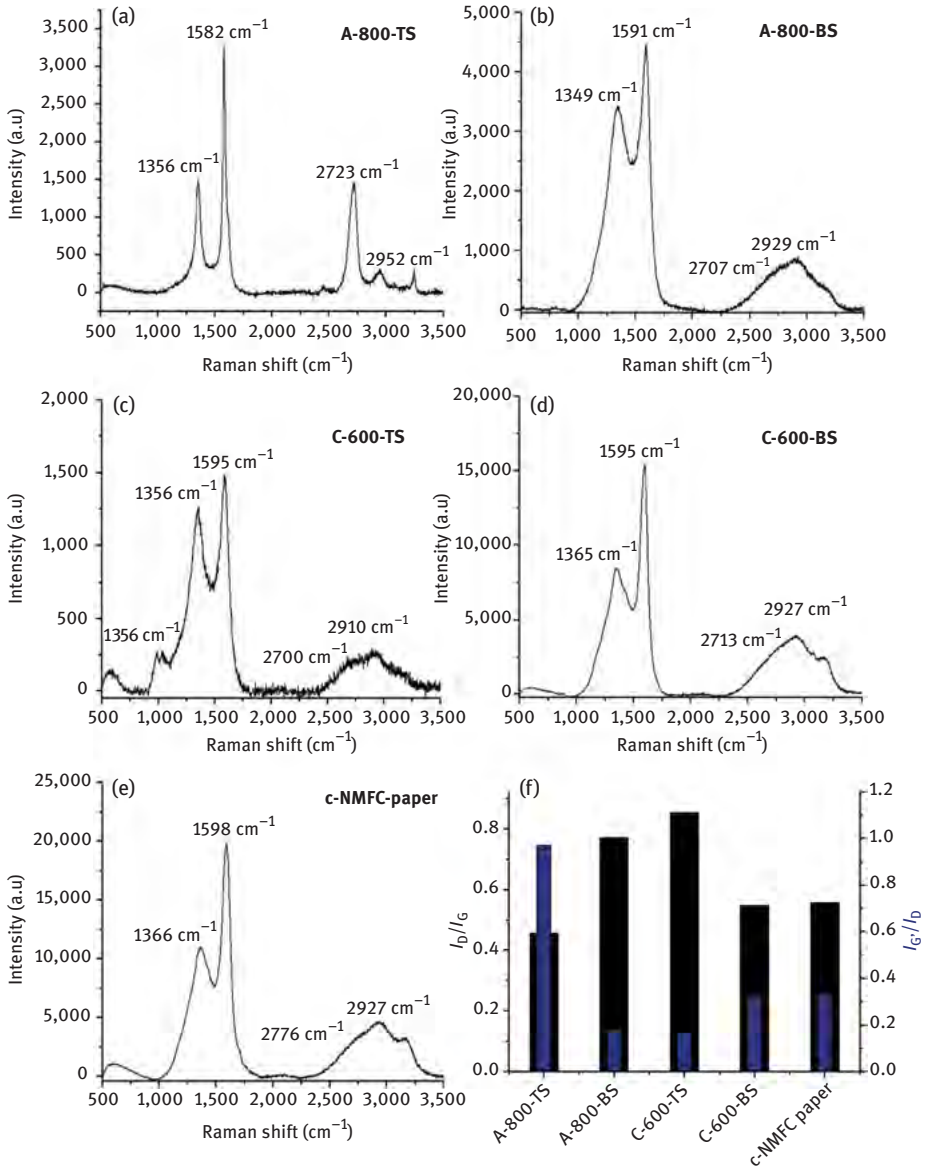 (a)
A-800-TS
1582 cm⁻¹
1356 cm⁻¹
2723 cm⁻¹
2952 cm⁻¹
3,500
3,000
2,500
2,000
1,500
1,000
500
0
Intensity (a.u)
500 1,000 1,500 2,000 2,500 3,000 3,500
Raman shift (cm⁻¹)
(b)
A-800-BS
1591 cm⁻¹
1349 cm⁻¹
2929 cm⁻¹
2707 cm⁻¹
5,000
4,000
3,000
2,000
1,000
0
Intensity (a.u)
500 1,000 1,500 2,000 2,500 3,000 3,500
Raman shift (cm⁻¹)
(c)
C-600-TS
1595 cm⁻¹
1356 cm⁻¹
1356 cm⁻¹
2910 cm⁻¹
2700 cm⁻¹
2,000
1,500
1,000
500
0
Intensity (a.u)
500 1,000 1,500 2,000 2,500 3,000 3,500
Raman shift (cm⁻¹)
(d)
C-600-BS
1595 cm⁻¹
1365 cm⁻¹
2927 cm⁻¹
2713 cm⁻¹
20,000
15,000
10,000
5,000
0
Intensity (a.u)
500 1,000 1,500 2,000 2,500 3,000 3,500
Raman shift (cm⁻¹)
(e)
c-NMFC-paper
1598 cm⁻¹
1366 cm⁻¹
2927 cm⁻¹
2776 cm⁻¹
25,000
20,000
15,000
10,000
5,000
0
Intensity (a.u)
500 1,000 1,500 2,000 2,500 3,000 3,500
Raman shift (cm⁻¹)
(f)
0.8
0.6
0.4
0.2
0.0
I_D/I_G
1.2
1.0
0.8
0.6
0.4
0.2
0.0
I_G'/I_D
A-800-TS
A-800-BS
C-600-TS
C-600-BS
c-NMFC paper